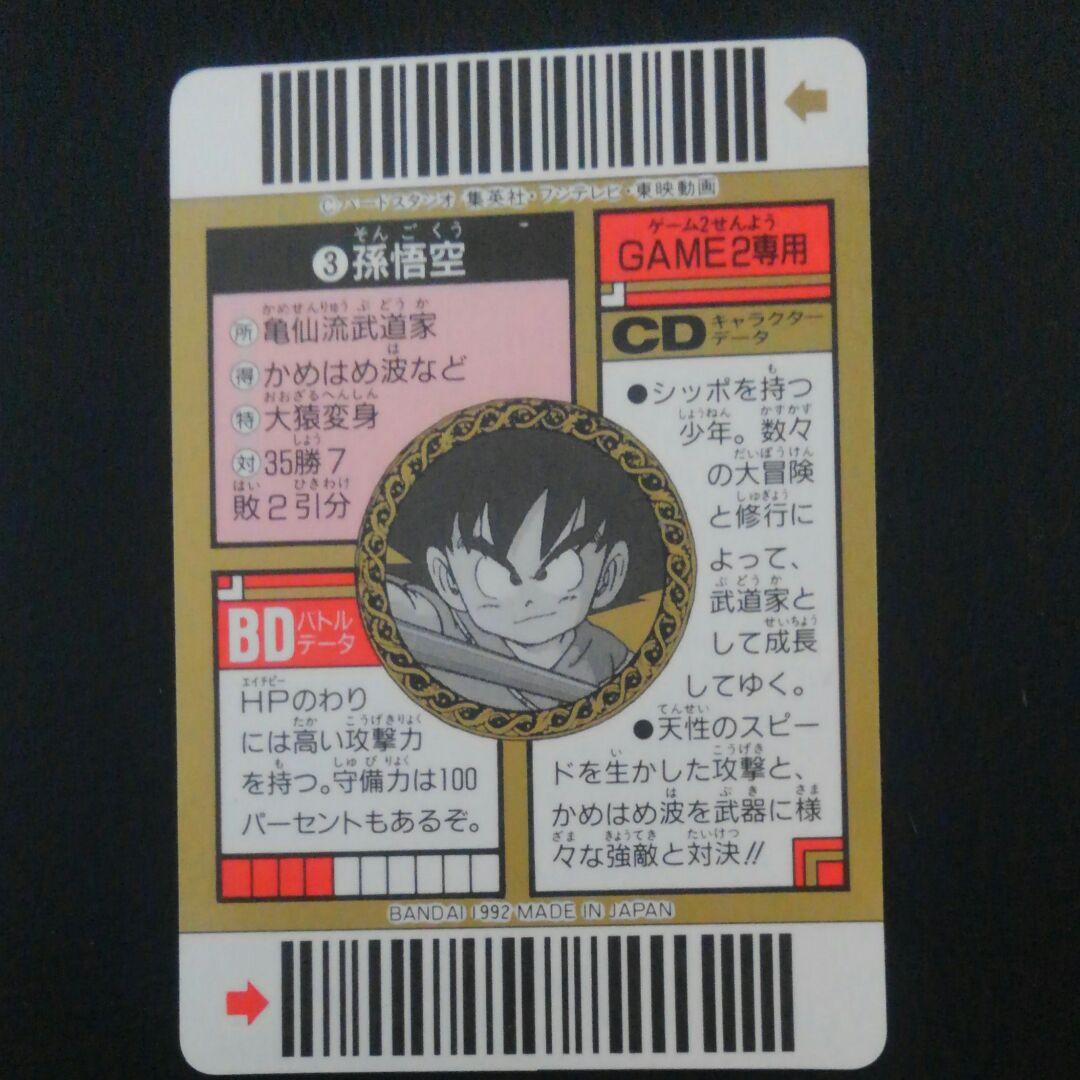 ©バードスタジオ 集英社・フジテレビ・東映動画
そんごくう
❸孫悟空
かめせんりゅうぶどうか
所 亀仙流武道家
は
得 かめはめ波など
おおざるへんしん
特 大猿変身
しょう
対 35勝7
はい ひきわけ
敗2引分
ゲーム2せんよう
GAME2専用
CD キャラクター
データ
も
●シッポを持つ
しょうねん かずかず
少年。数々
だいぼうけん
の大冒険
しゅぎょう
と修行に
よって、
ぶどうか
武道家と
せいちょう
して成長
してゆく。
てんせい
●天性のスピー
い こうげき
ドを生かした攻撃と、
は ぶき さま
かめはめ波を武器に様
ざま きょうてき たいけつ
々な強敵と対決!!
BD バトル
データ
エイチピー
HPのわり
たか こうげきりょく
には高い攻撃力
も しゅびりょく
を持つ。守備力は100
パーセントもあるぞ。
BANDAI 1992 MADE IN JAPAN